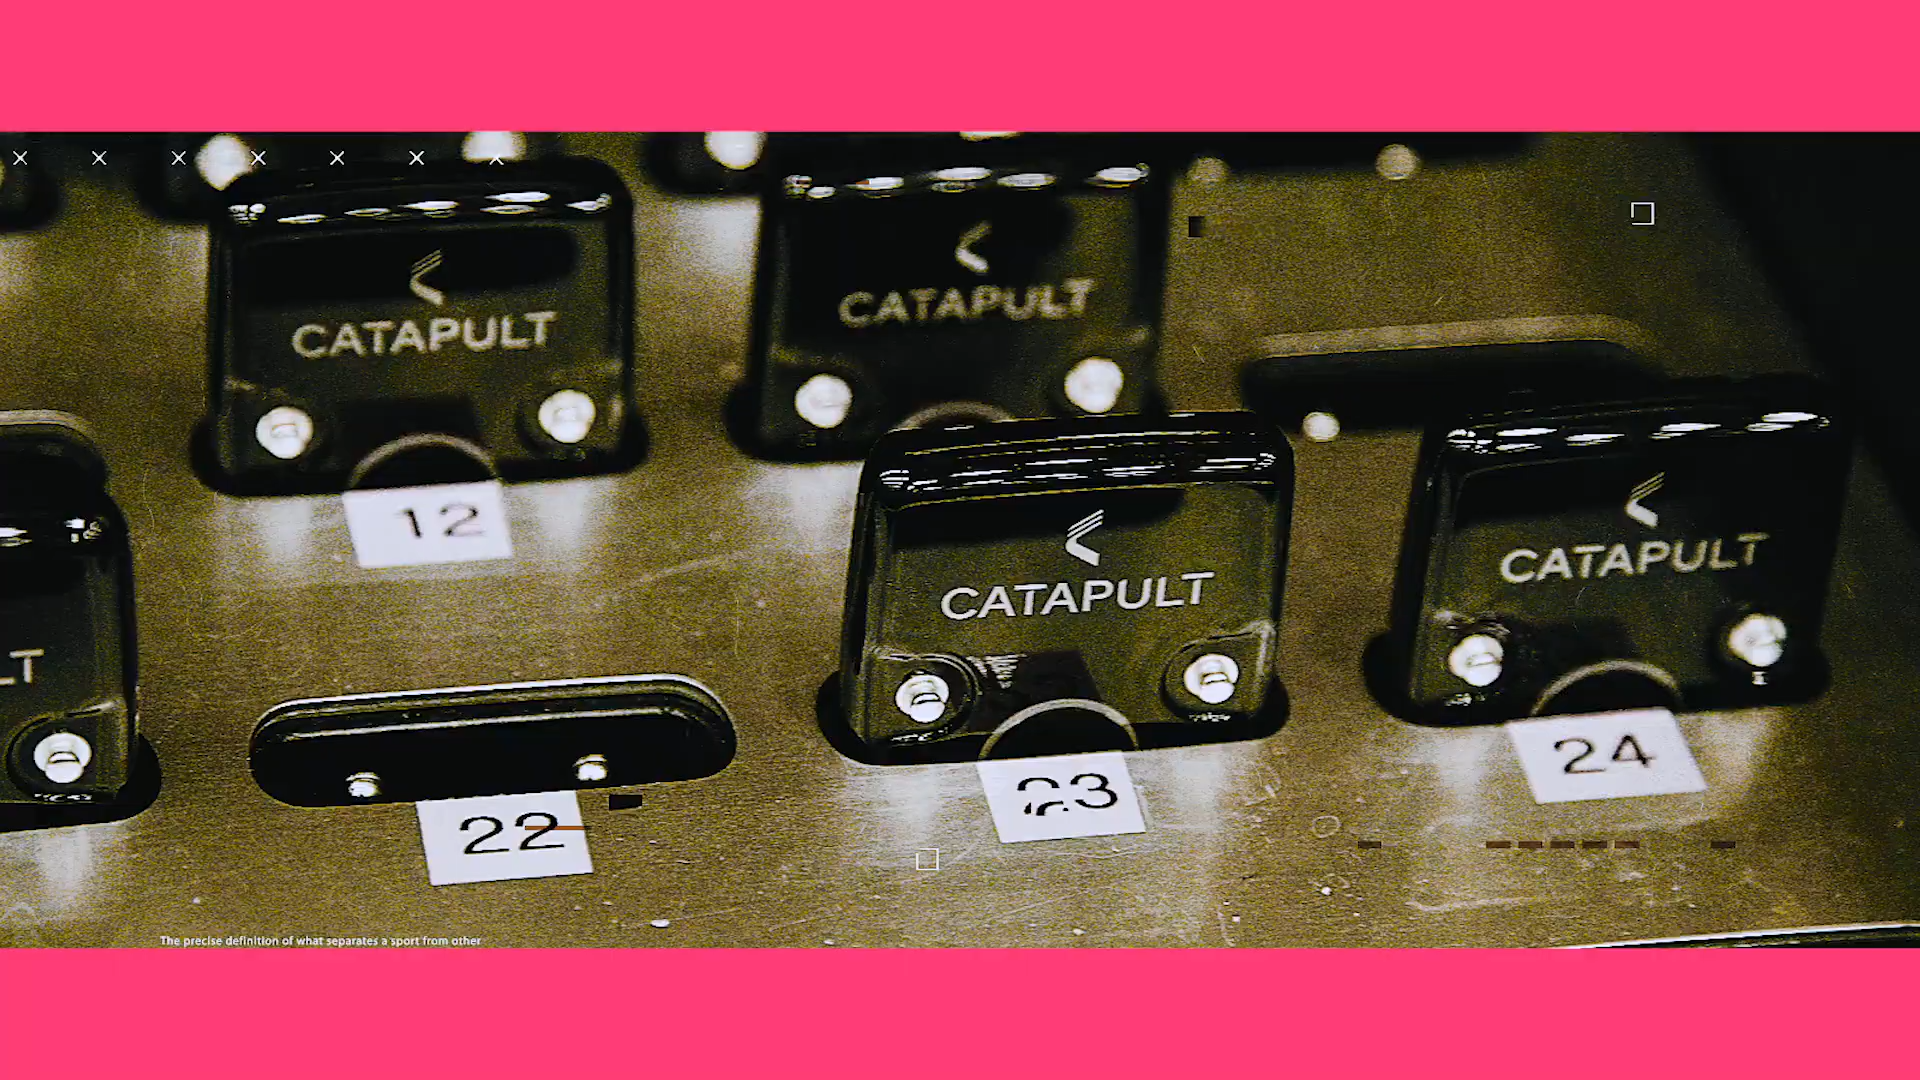 CATAPULT
CATAPULT
12
CATAPULT
CATAPULT
LT
24
23
22
The precise definition of what separates a sport from other